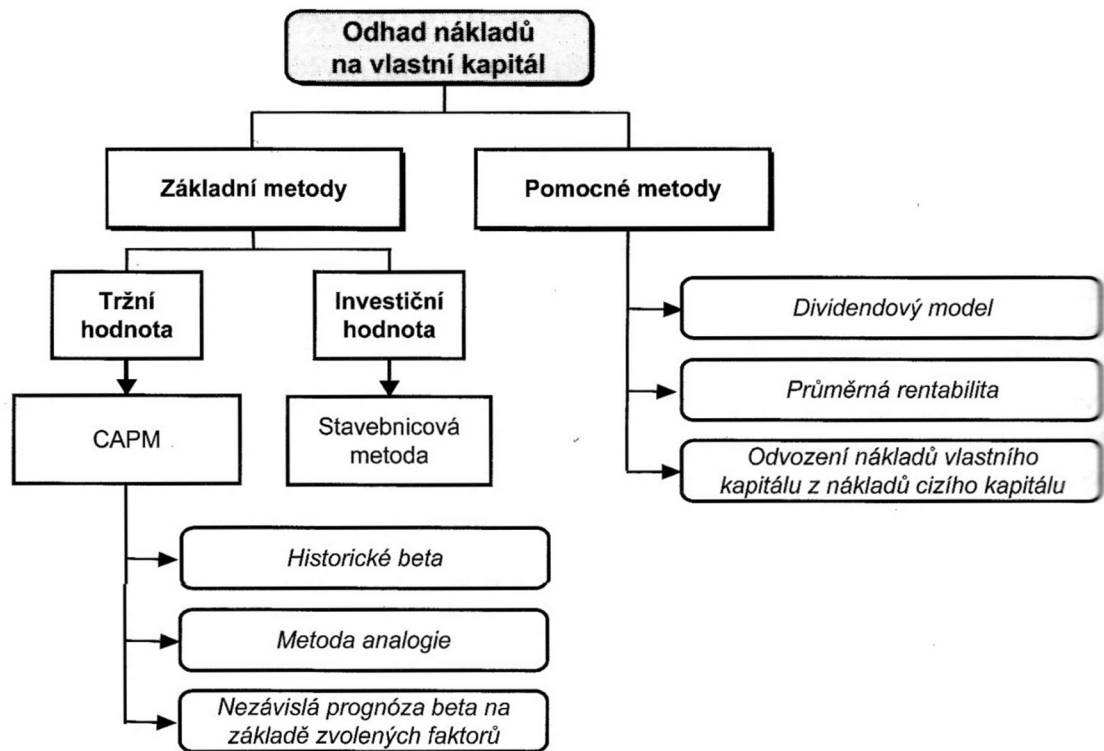 Odhad nákladů
na vlastní kapitál
Základní metody
Pomocné metody
Tržní
hodnota
Investiční
hodnota
CAPM
Stavebnicová
metoda
Dividendový model
Průměrná rentabilita
Odvození nákladů vlastního
kapitálu z nákladů cizího kapitálu
Historické beta
Metoda analogie
Nezávislá prognóza beta na
základě zvolených faktorů